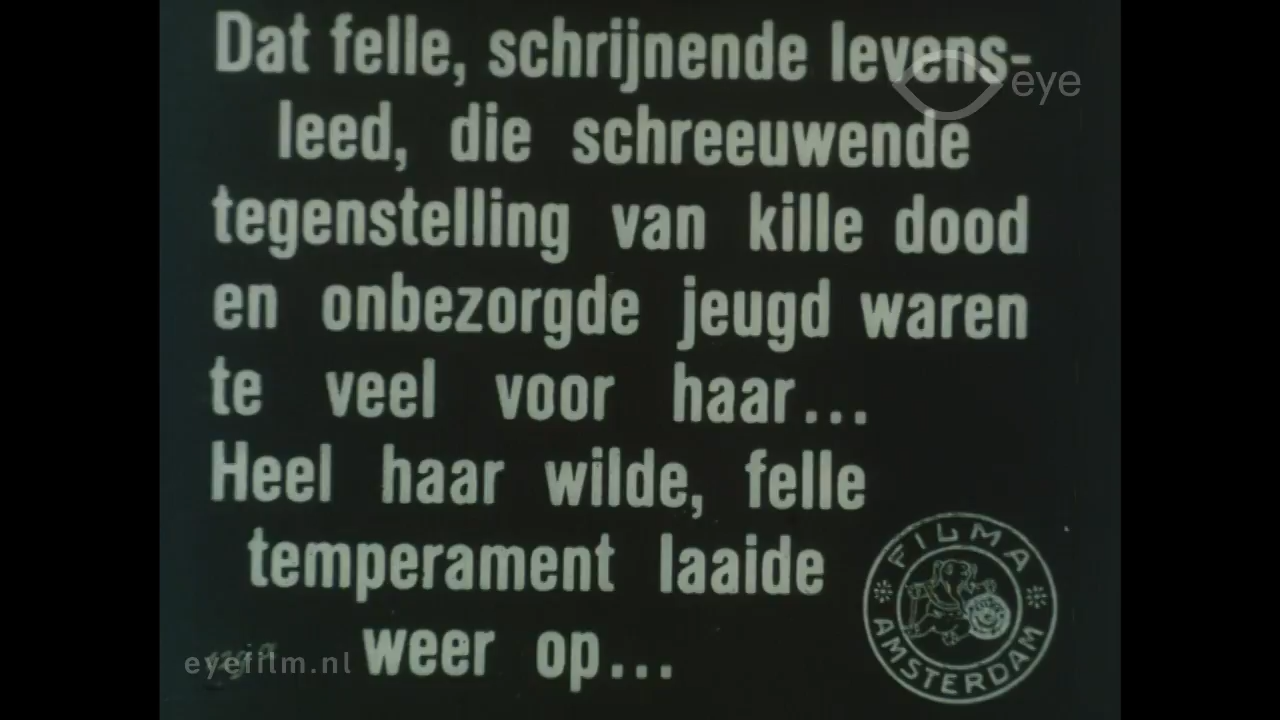 Dat felle, schrijnende levens-
leed, die schreeuwende
tegenstelling van kille dood
en onbezorgde jeugd waren
te veel voor haar...
Heel haar wilde, felle
temperament laaide
weer op...
eye
FILMA
AMSTERDAM
eyefilm.nl